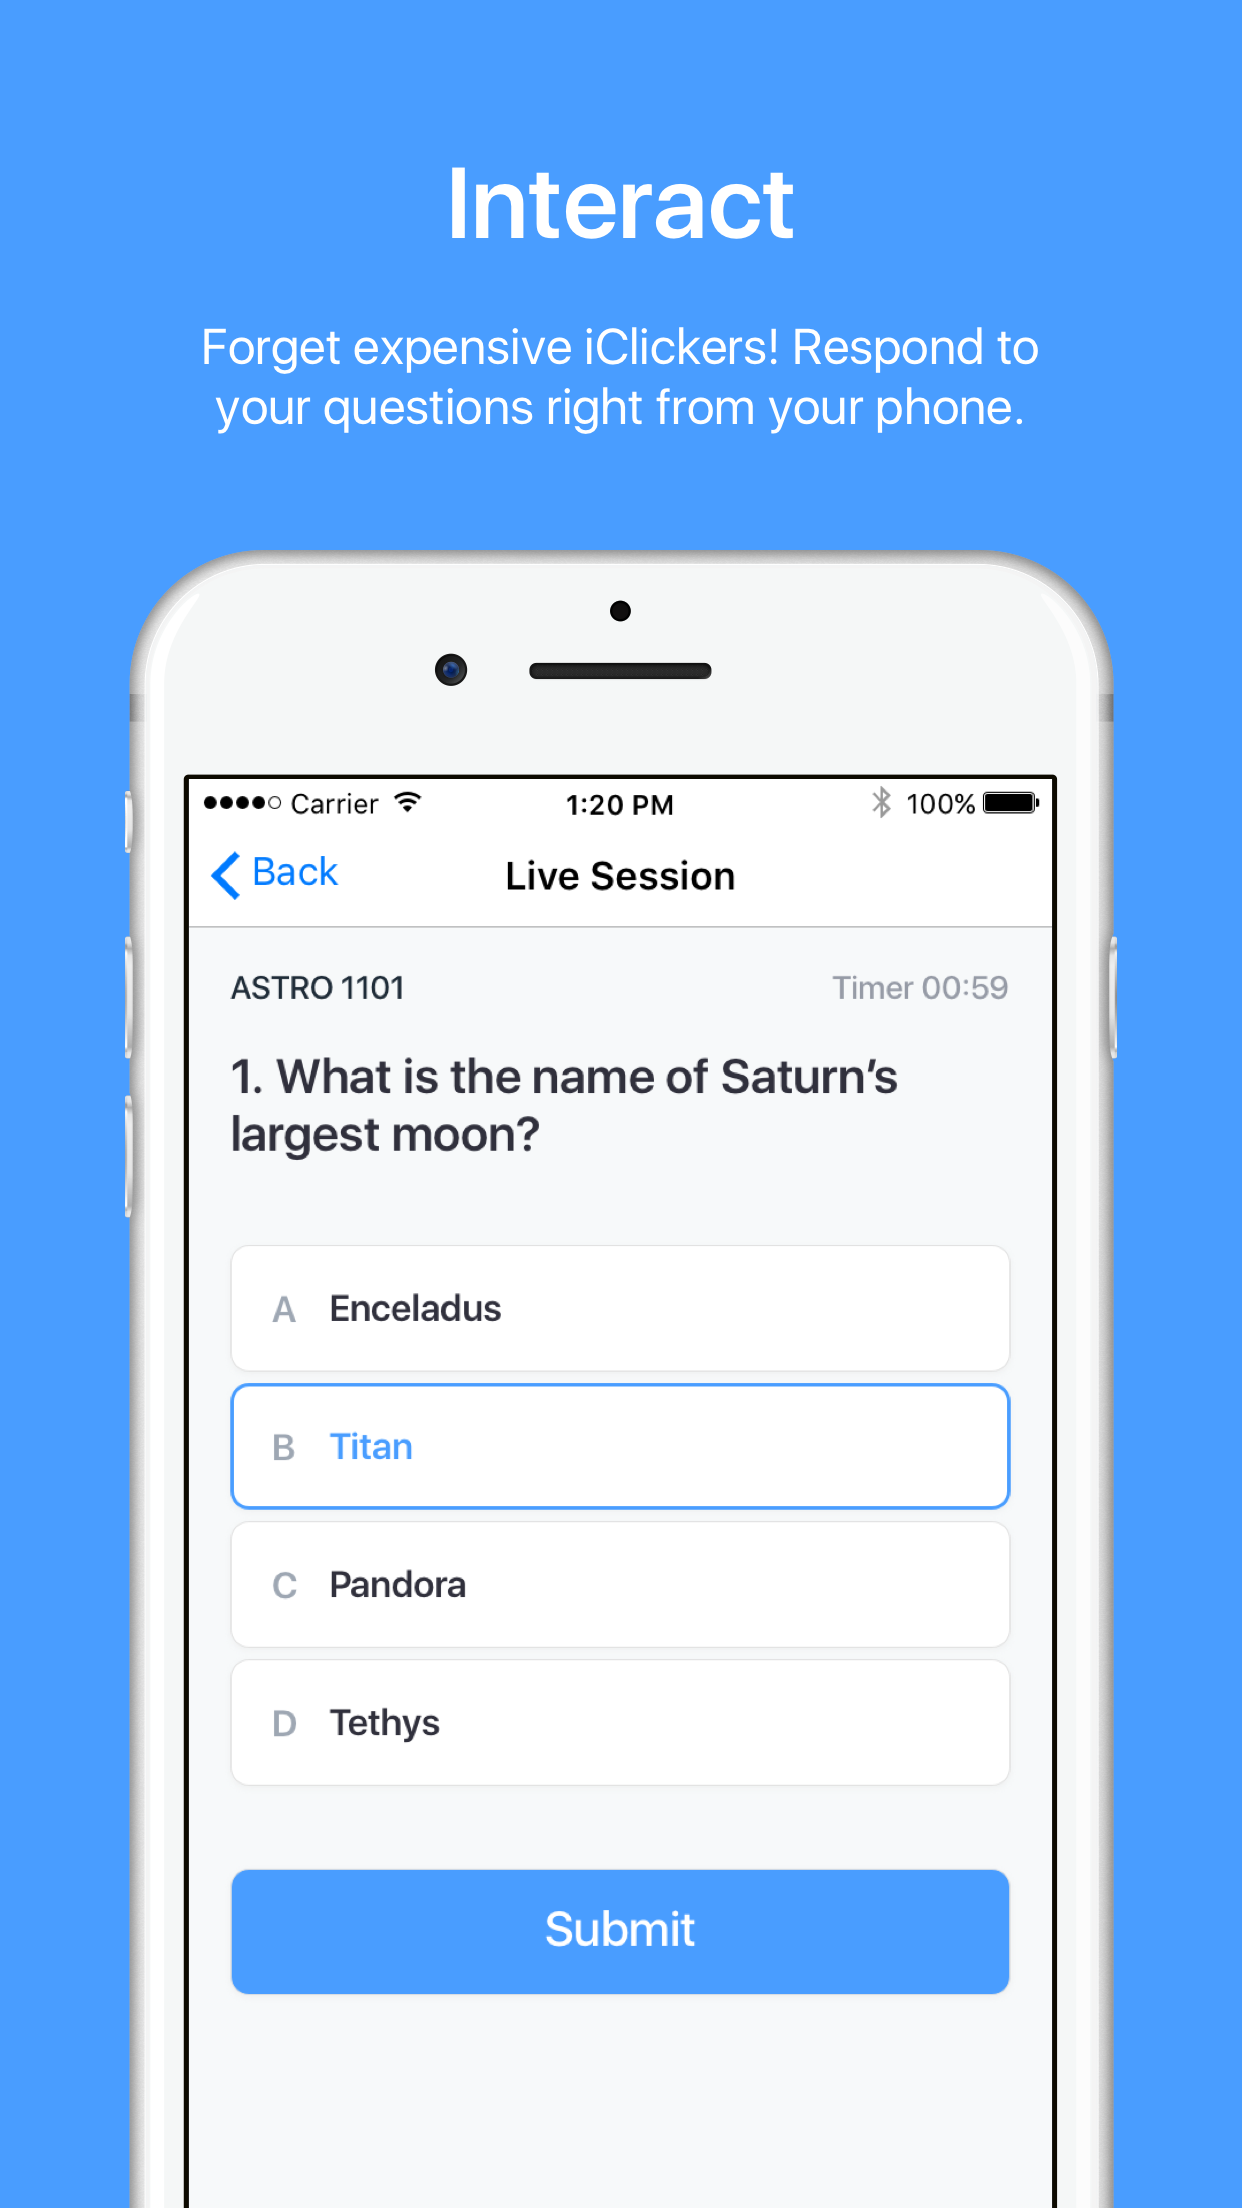 Interact
Forget expensive iClickers! Respond to
your questions right from your phone.
Carrier 1:20 PM 100%
Back Live Session
ASTRO 1101 Timer 00:59
1. What is the name of Saturn’s
largest moon?
A Enceladus
B Titan
C Pandora
D Tethys
Submit